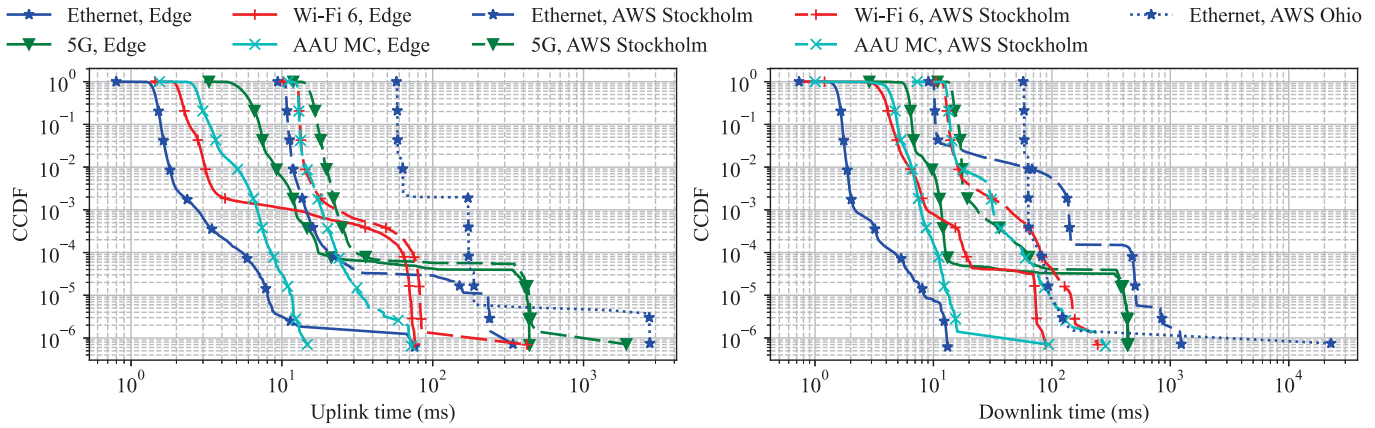 Ethernet, Edge Wi-Fi 6, Edge Ethernet, AWS Stockholm Wi-Fi 6, AWS Stockholm Ethernet, AWS Ohio
5G, Edge AAU MC, Edge 5G, AWS Stockholm AAU MC, AWS Stockholm
10^0 10^0
10^-1 10^-1
10^-2 10^-2
CCDF CCDF
10^-3 10^-3
10^-4 10^-4
10^-5 10^-5
10^-6 10^-6
10^0 10^1 10^2 10^3 10^0 10^1 10^2 10^3 10^4
Uplink time (ms) Downlink time (ms)